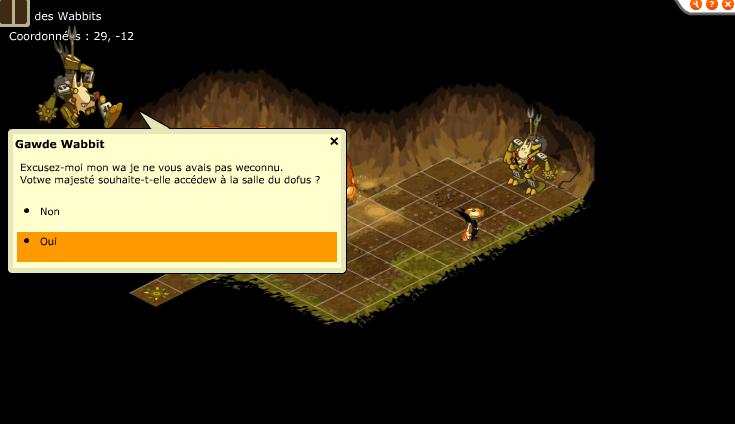 des Wabbits
Coordonnées : 29, -12
Gawde Wabbit
Excusez-moi mon wa je ne vous avais pas weconnu.
Votwe majesté souhaite-t-elle accédew à la salle du dofus ?
Non
Oui